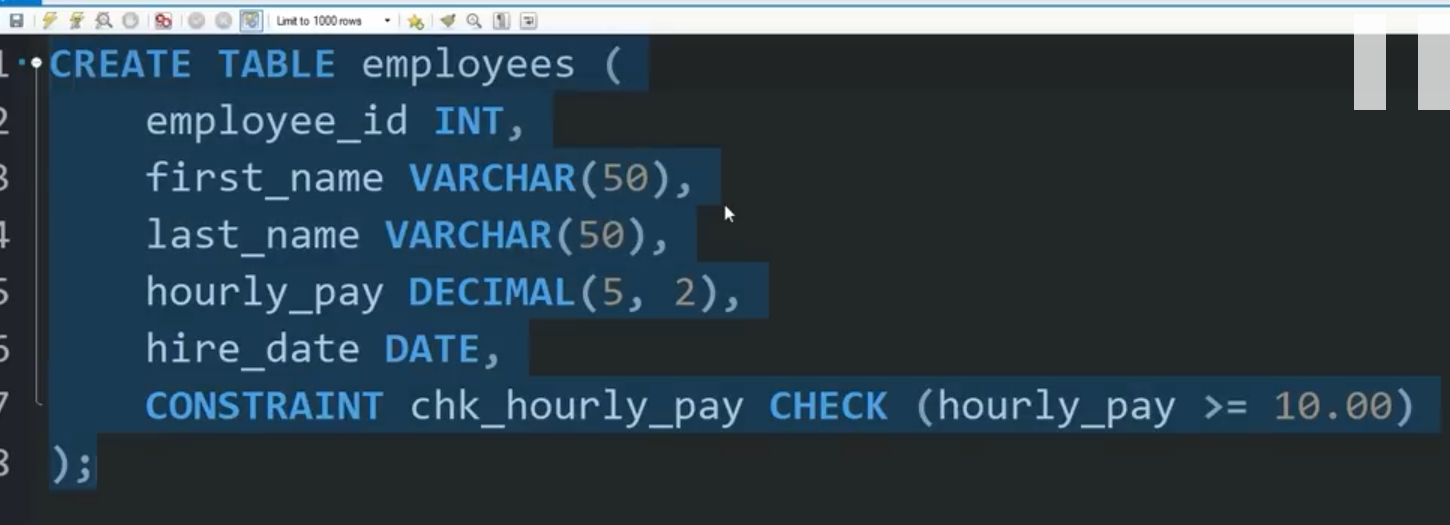 Limit to 1000 rows
1 CREATE TABLE employees (
2 employee_id INT,
3 first_name VARCHAR(50),
4 last_name VARCHAR(50),
5 hourly_pay DECIMAL(5, 2),
6 hire_date DATE,
7 CONSTRAINT chk_hourly_pay CHECK (hourly_pay >= 10.00)
8 );